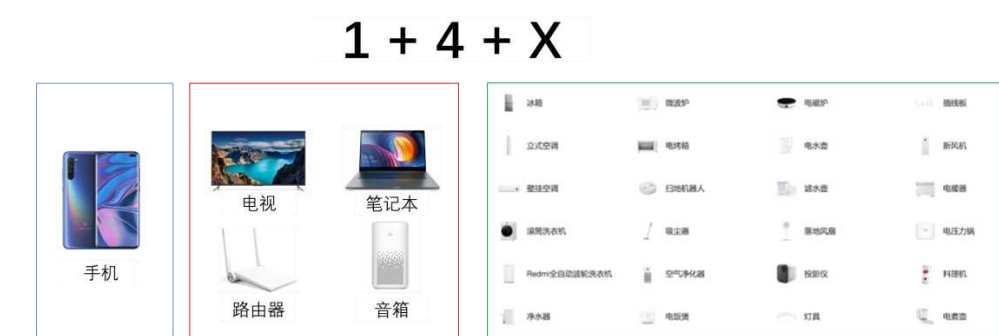 1 + 4 + X
手机
电视
笔记本
路由器
音箱
冰箱
微波炉
电磁炉
插线板
立式空调
电烤箱
电水壶
新风机
壁挂空调
扫地机器人
滤水壶
电暖器
滚筒洗衣机
吸尘器
落地风扇
电压力锅
Redmi全自动波轮洗衣机
空气净化器
投影仪
料理机
净水器
电饭煲
灯具
电煮壶